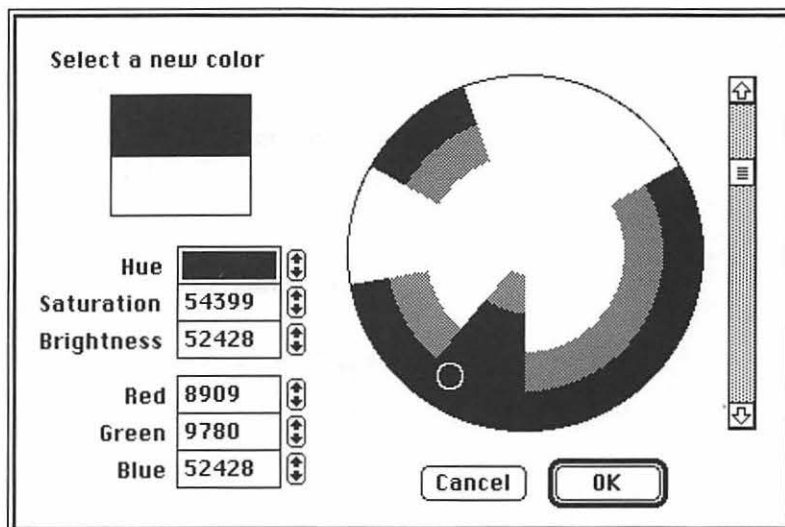 Select a new color
Hue
Saturation 54399
Brightness 52428
Red 8909
Green 9780
Blue 52428
Cancel OK